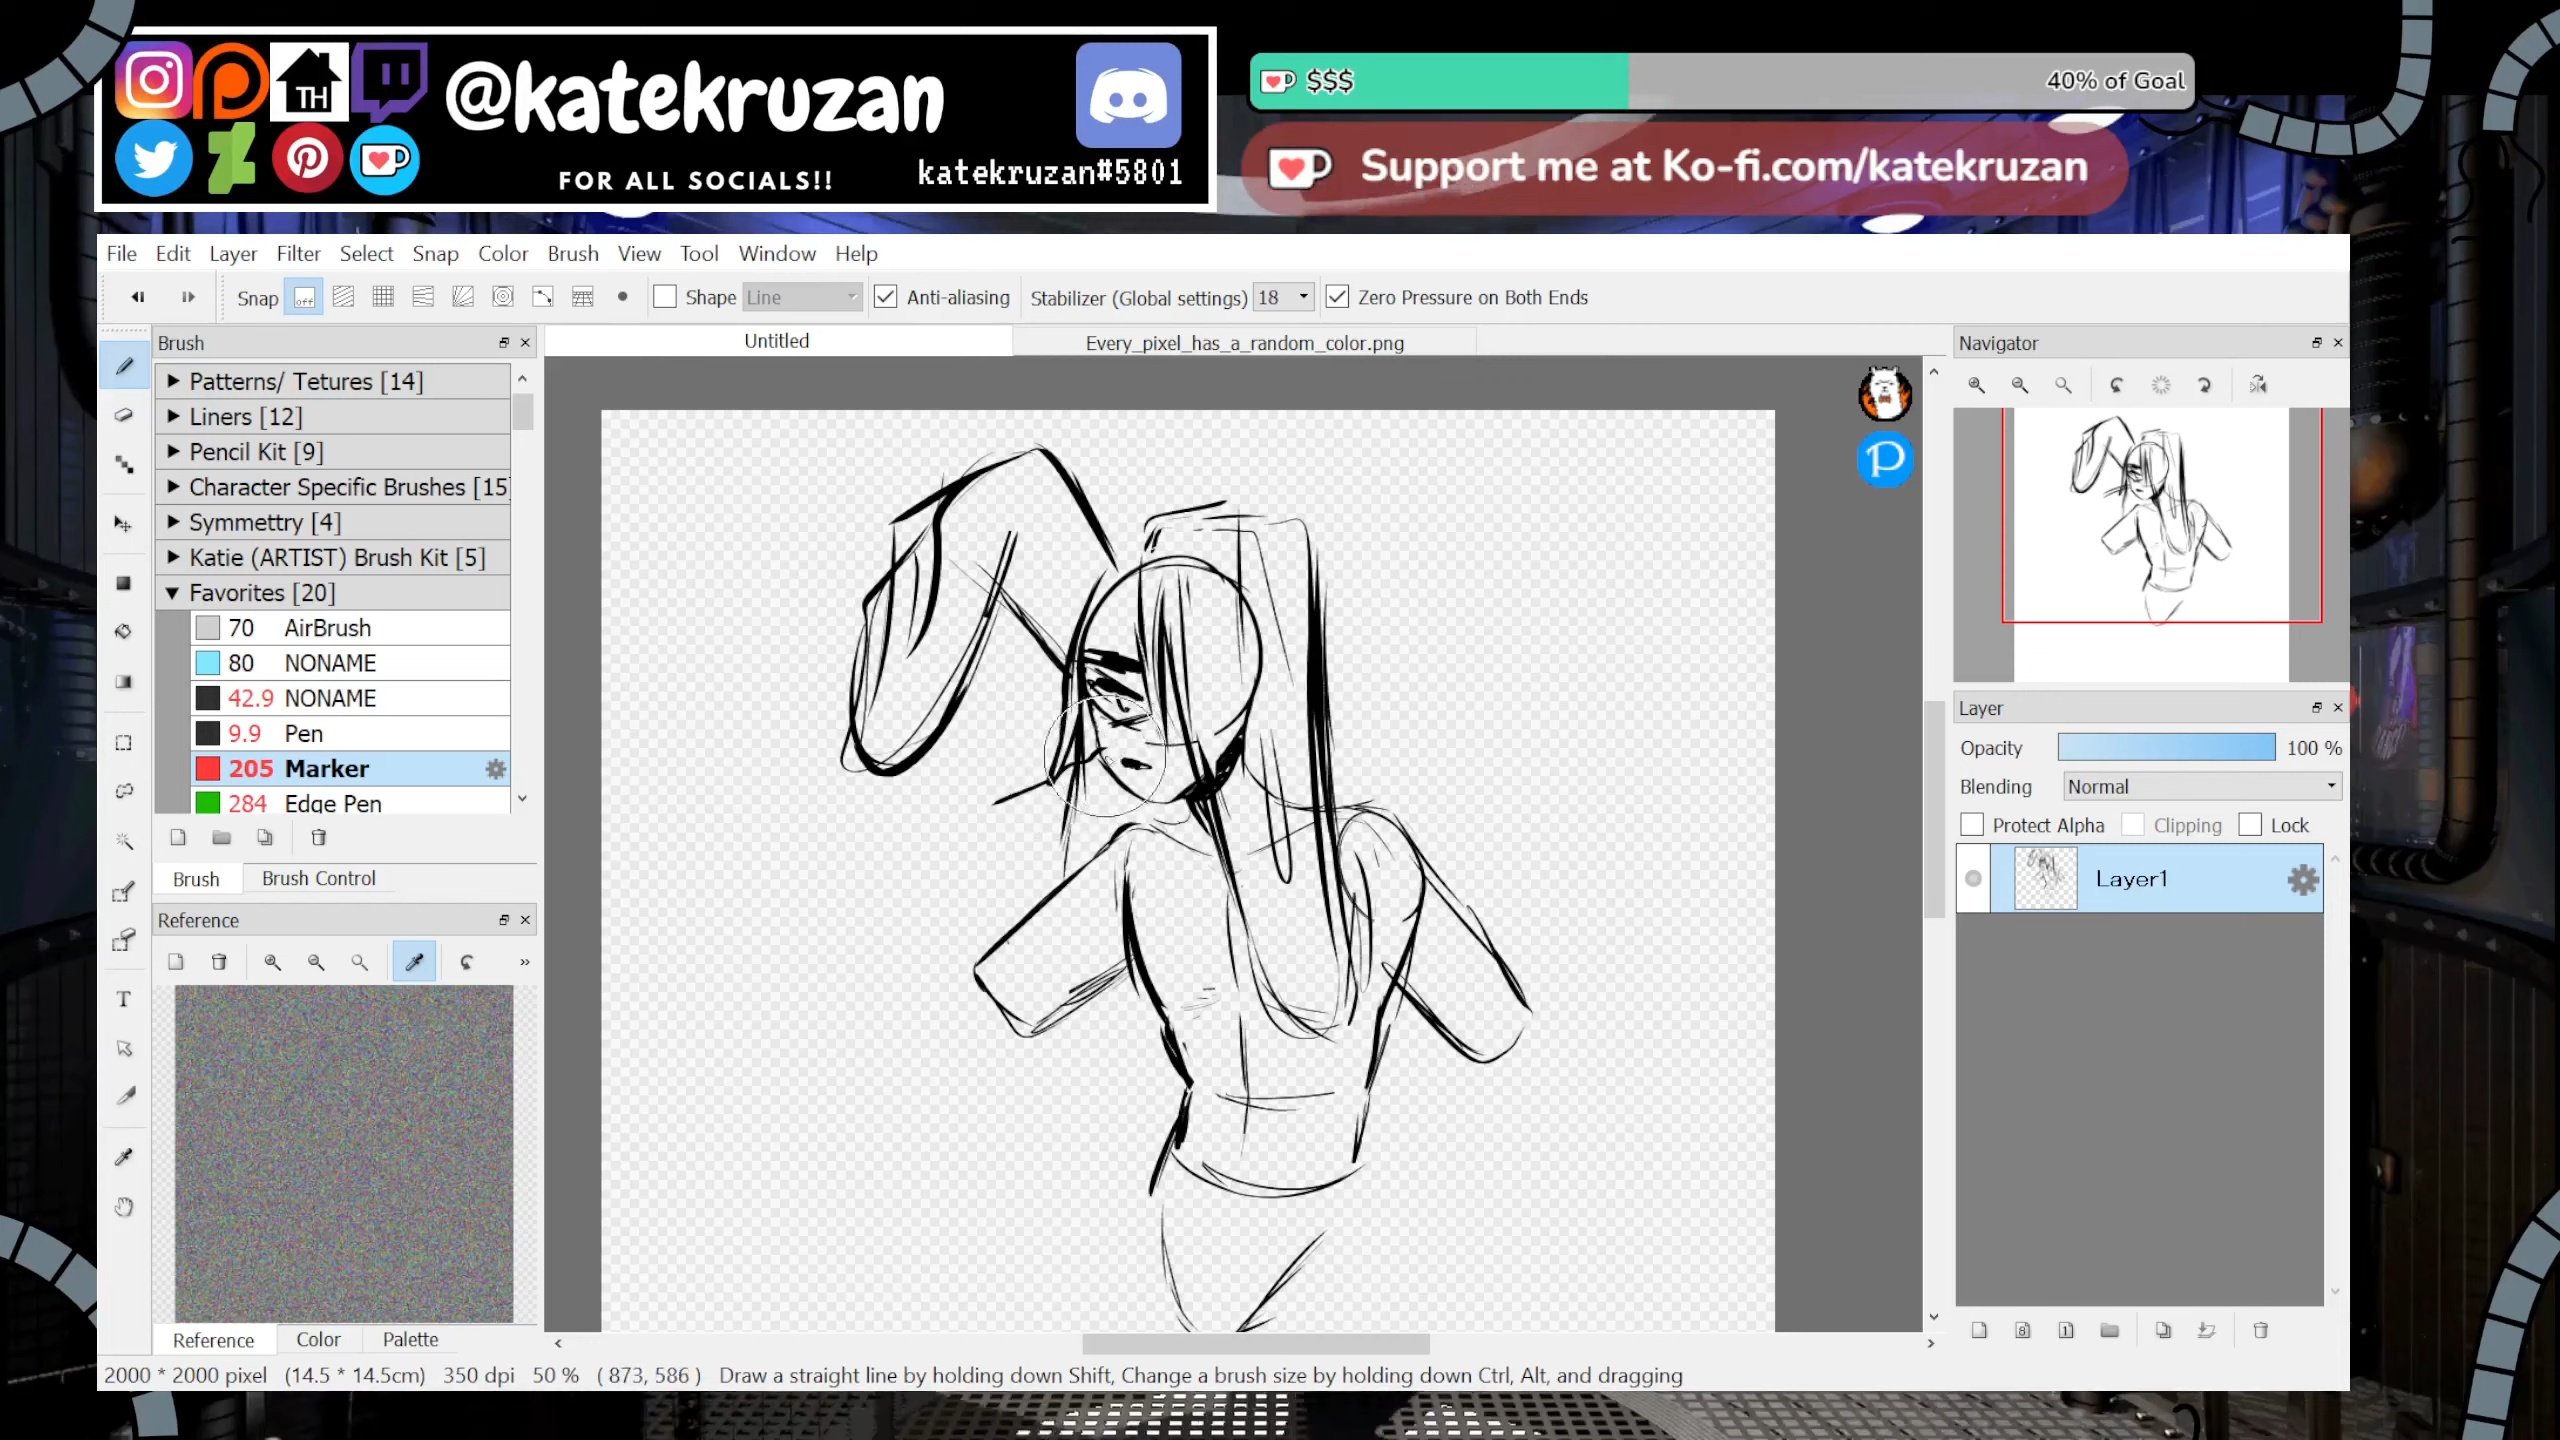 TH
@katekruzan
FOR ALL SOCIALS!!
katekruzan#5801
$$$
40% of Goal
Support me at Ko-fi.com/katekruzan
File Edit Layer Filter Select Snap Color Brush View Tool Window Help
Snap off Shape Line Anti-aliasing Stabilizer (Global settings) 18 Zero Pressure on Both Ends
Brush
Patterns/ Tetures [14]
Liners [12]
Pencil Kit [9]
Character Specific Brushes [15]
Symmettry [4]
Katie (ARTIST) Brush Kit [5]
Favorites [20]
70 AirBrush
80 NONAME
42.9 NONAME
9.9 Pen
205 Marker
284 Edge Pen
Brush Brush Control
Reference
T
Reference Color Palette
Untitled
Every_pixel_has_a_random_color.png
P
Navigator
Layer
Opacity 100 %
Blending Normal
Protect Alpha Clipping Lock
Layer1
8 1
2000 * 2000 pixel (14.5 * 14.5cm) 350 dpi 50 % ( 873, 586 ) Draw a straight line by holding down Shift, Change a brush size by holding down Ctrl, Alt, and dragging